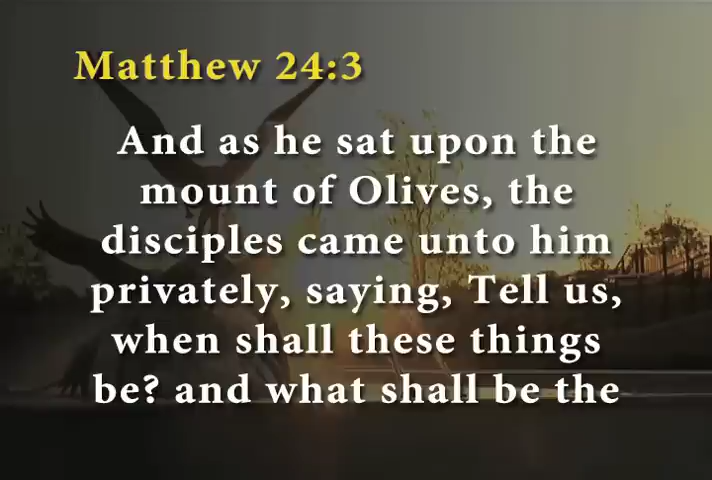 Matthew 24:3
And as he sat upon the
mount of Olives, the
disciples came unto him
privately, saying, Tell us,
when shall these things
be? and what shall be the